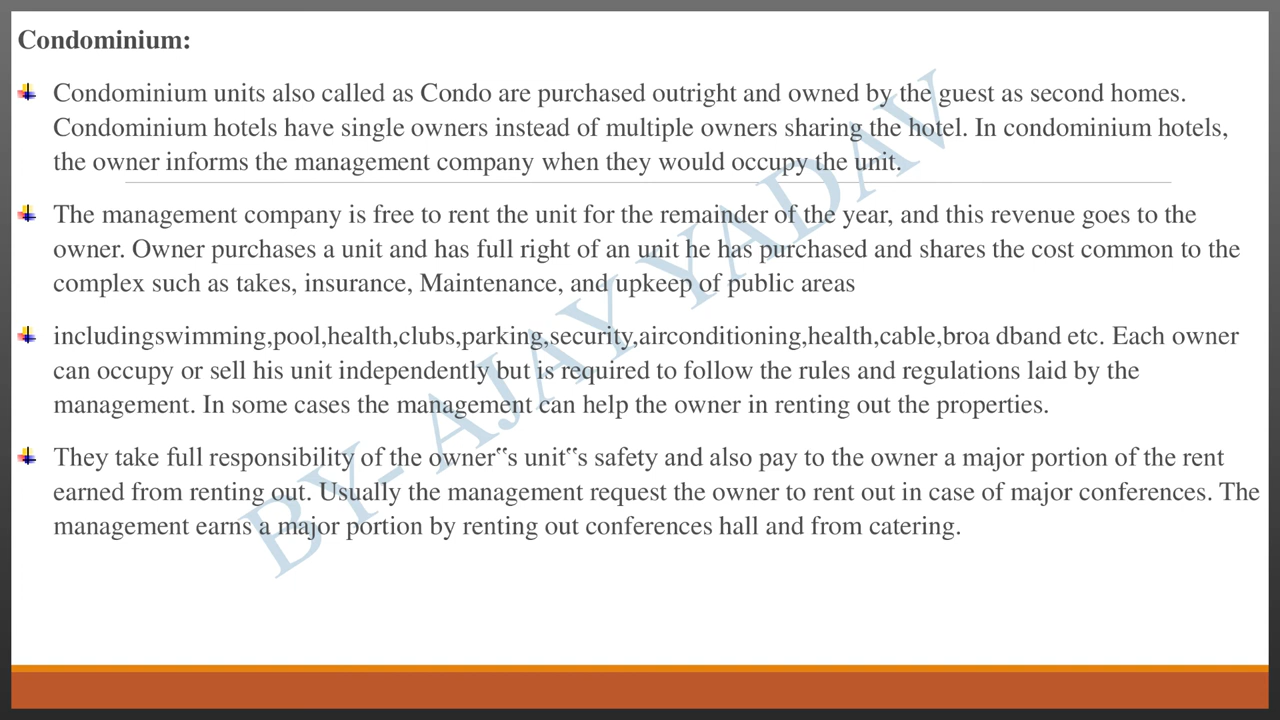 Condominium:
Condominium units also called as Condo are purchased outright and owned by the guest as second homes.
Condominium hotels have single owners instead of multiple owners sharing the hotel. In condominium hotels,
the owner informs the management company when they would occupy the unit.
The management company is free to rent the unit for the remainder of the year, and this revenue goes to the
owner. Owner purchases a unit and has full right of an unit he has purchased and shares the cost common to the
complex such as takes, insurance, Maintenance, and upkeep of public areas
includingswimming,pool,health,clubs,parking,security,airconditioning,health,cable,broa dband etc. Each owner
can occupy or sell his unit independently but is required to follow the rules and regulations laid by the
management. In some cases the management can help the owner in renting out the properties.
They take full responsibility of the owner‟s unit‟s safety and also pay to the owner a major portion of the rent
earned from renting out. Usually the management request the owner to rent out in case of major conferences. The
management earns a major portion by renting out conferences hall and from catering.
BY- AJAY YADAV